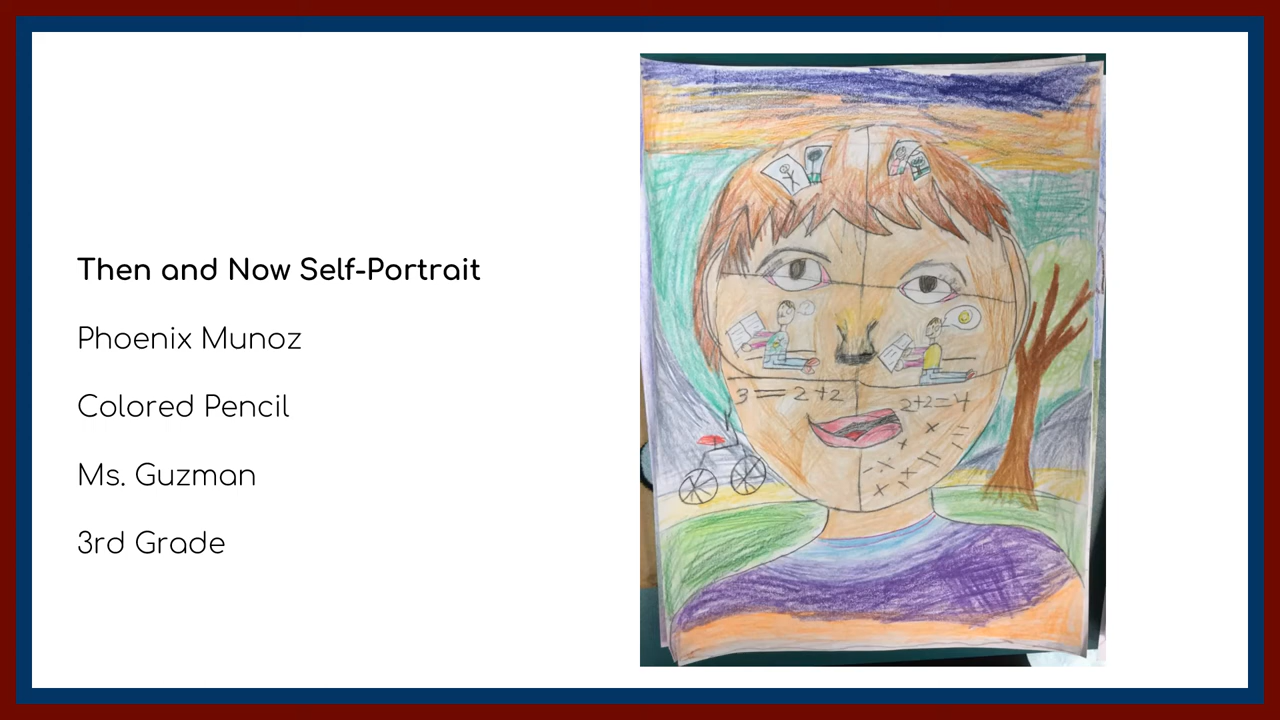 Then and Now Self-Portrait
Phoenix Munoz
Colored Pencil
Ms. Guzman
3rd Grade
3 = 2+2
2+2=4